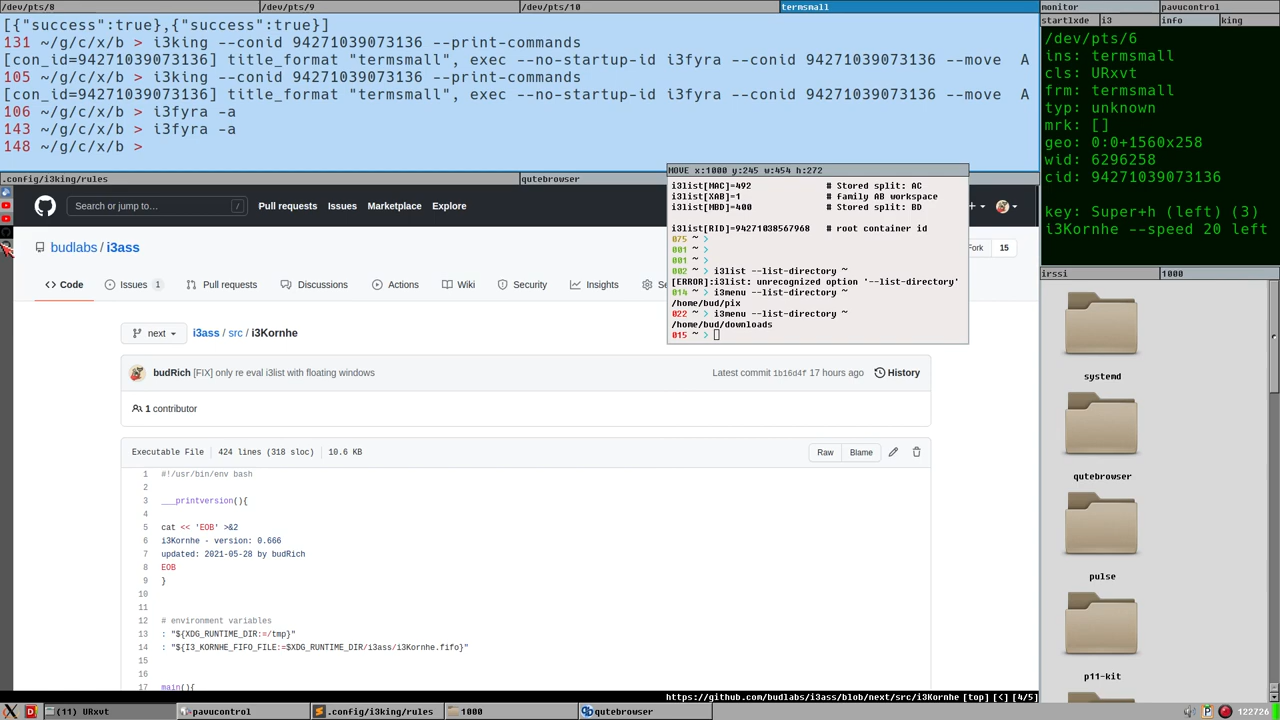 /dev/pts/8
/dev/pts/9
/dev/pts/10
termsmall
monitor
pavucontrol
startlxde
i3
info
king
[{"success":true},{"success":true}]
131 ~/g/c/x/b > i3king --conid 94271039073136 --print-commands
[con_id=94271039073136] title_format "termsmall", exec --no-startup-id i3fyra --conid 94271039073136 --move  A
105 ~/g/c/x/b > i3king --conid 94271039073136 --print-commands
[con_id=94271039073136] title_format "termsmall", exec --no-startup-id i3fyra --conid 94271039073136 --move  A
106 ~/g/c/x/b > i3fyra -a
143 ~/g/c/x/b > i3fyra -a
148 ~/g/c/x/b >
/dev/pts/6
ins: termsmall
cls: URxvt
frm: termsmall
typ: unknown
mrk: []
geo: 0:0+1560x258
wid: 6296258
cid: 94271039073136
key: Super+h (left) (3)
i3Kornhe --speed 20 left
.config/i3king/rules
qutebrowser
MOVE x:1000 y:245 w:454 h:272
i3list[MAC]=492 # Stored split: AC
i3list[XAB]=1 # family AB workspace
i3list[MBD]=400 # Stored split: BD
i3list[RID]=94271038567968 # root container id
075 ~ >
001 ~ >
001 ~ >
002 ~ > i3list --list-directory ~
[ERROR]:i3list: unrecognized option '--list-directory'
014 ~ > i3menu --list-directory ~
/home/bud/pix
022 ~ > i3menu --list-directory ~
/home/bud/downloads
015 ~ >
Search or jump to...
/
Pull requests
Issues
Marketplace
Explore
budlabs / i3ass
Fork
15
Code
Issues 1
Pull requests
Discussions
Actions
Wiki
Security
Insights
Se
next
i3ass / src / i3Kornhe
budRich [FIX] only re eval i3list with floating windows
Latest commit 1b16d4f 17 hours ago
History
1 contributor
Executable File
424 lines (318 sloc)
10.6 KB
Raw
Blame
1 #!/usr/bin/env bash
2
3 ___printversion(){
4
5 cat << 'EOB' >&2
6 i3Kornhe - version: 0.666
7 updated: 2021-05-28 by budRich
8 EOB
9 }
10
11
12 # environment variables
13 : "${XDG_RUNTIME_DIR:=/tmp}"
14 : "${I3_KORNHE_FIFO_FILE:=$XDG_RUNTIME_DIR/i3ass/i3Kornhe.fifo}"
15
16
17 main(){
irssi
1000
systemd
qutebrowser
pulse
p11-kit
https://github.com/budlabs/i3ass/blob/next/src/i3Kornhe [top] [<] [4/5]
(11) URxvt
pavucontrol
.config/i3king/rules
1000
qutebrowser
122726